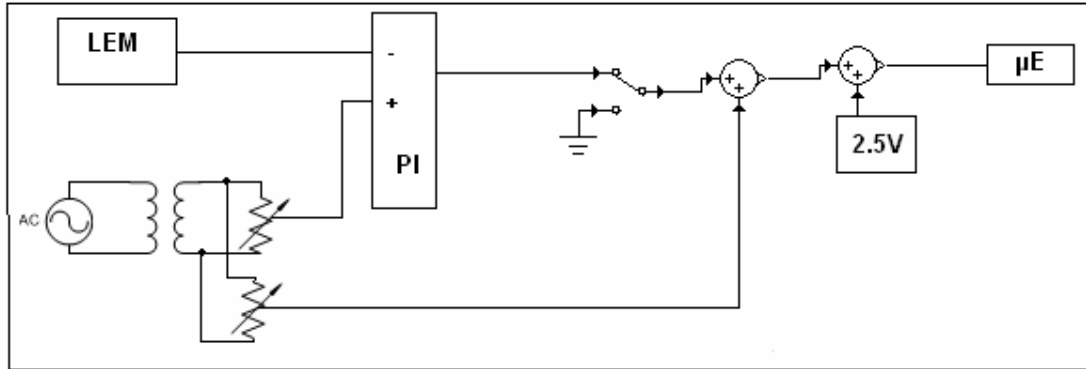 LEM
-
+
PI
AC
+
+
+
+
2.5V
µE